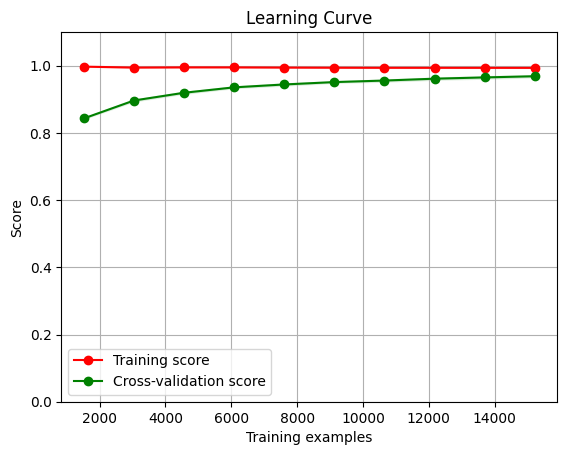 Learning Curve
1.0
0.8
0.6
0.4
0.2
0.0
Score
Training score
Cross-validation score
2000 4000 6000 8000 10000 12000 14000
Training examples